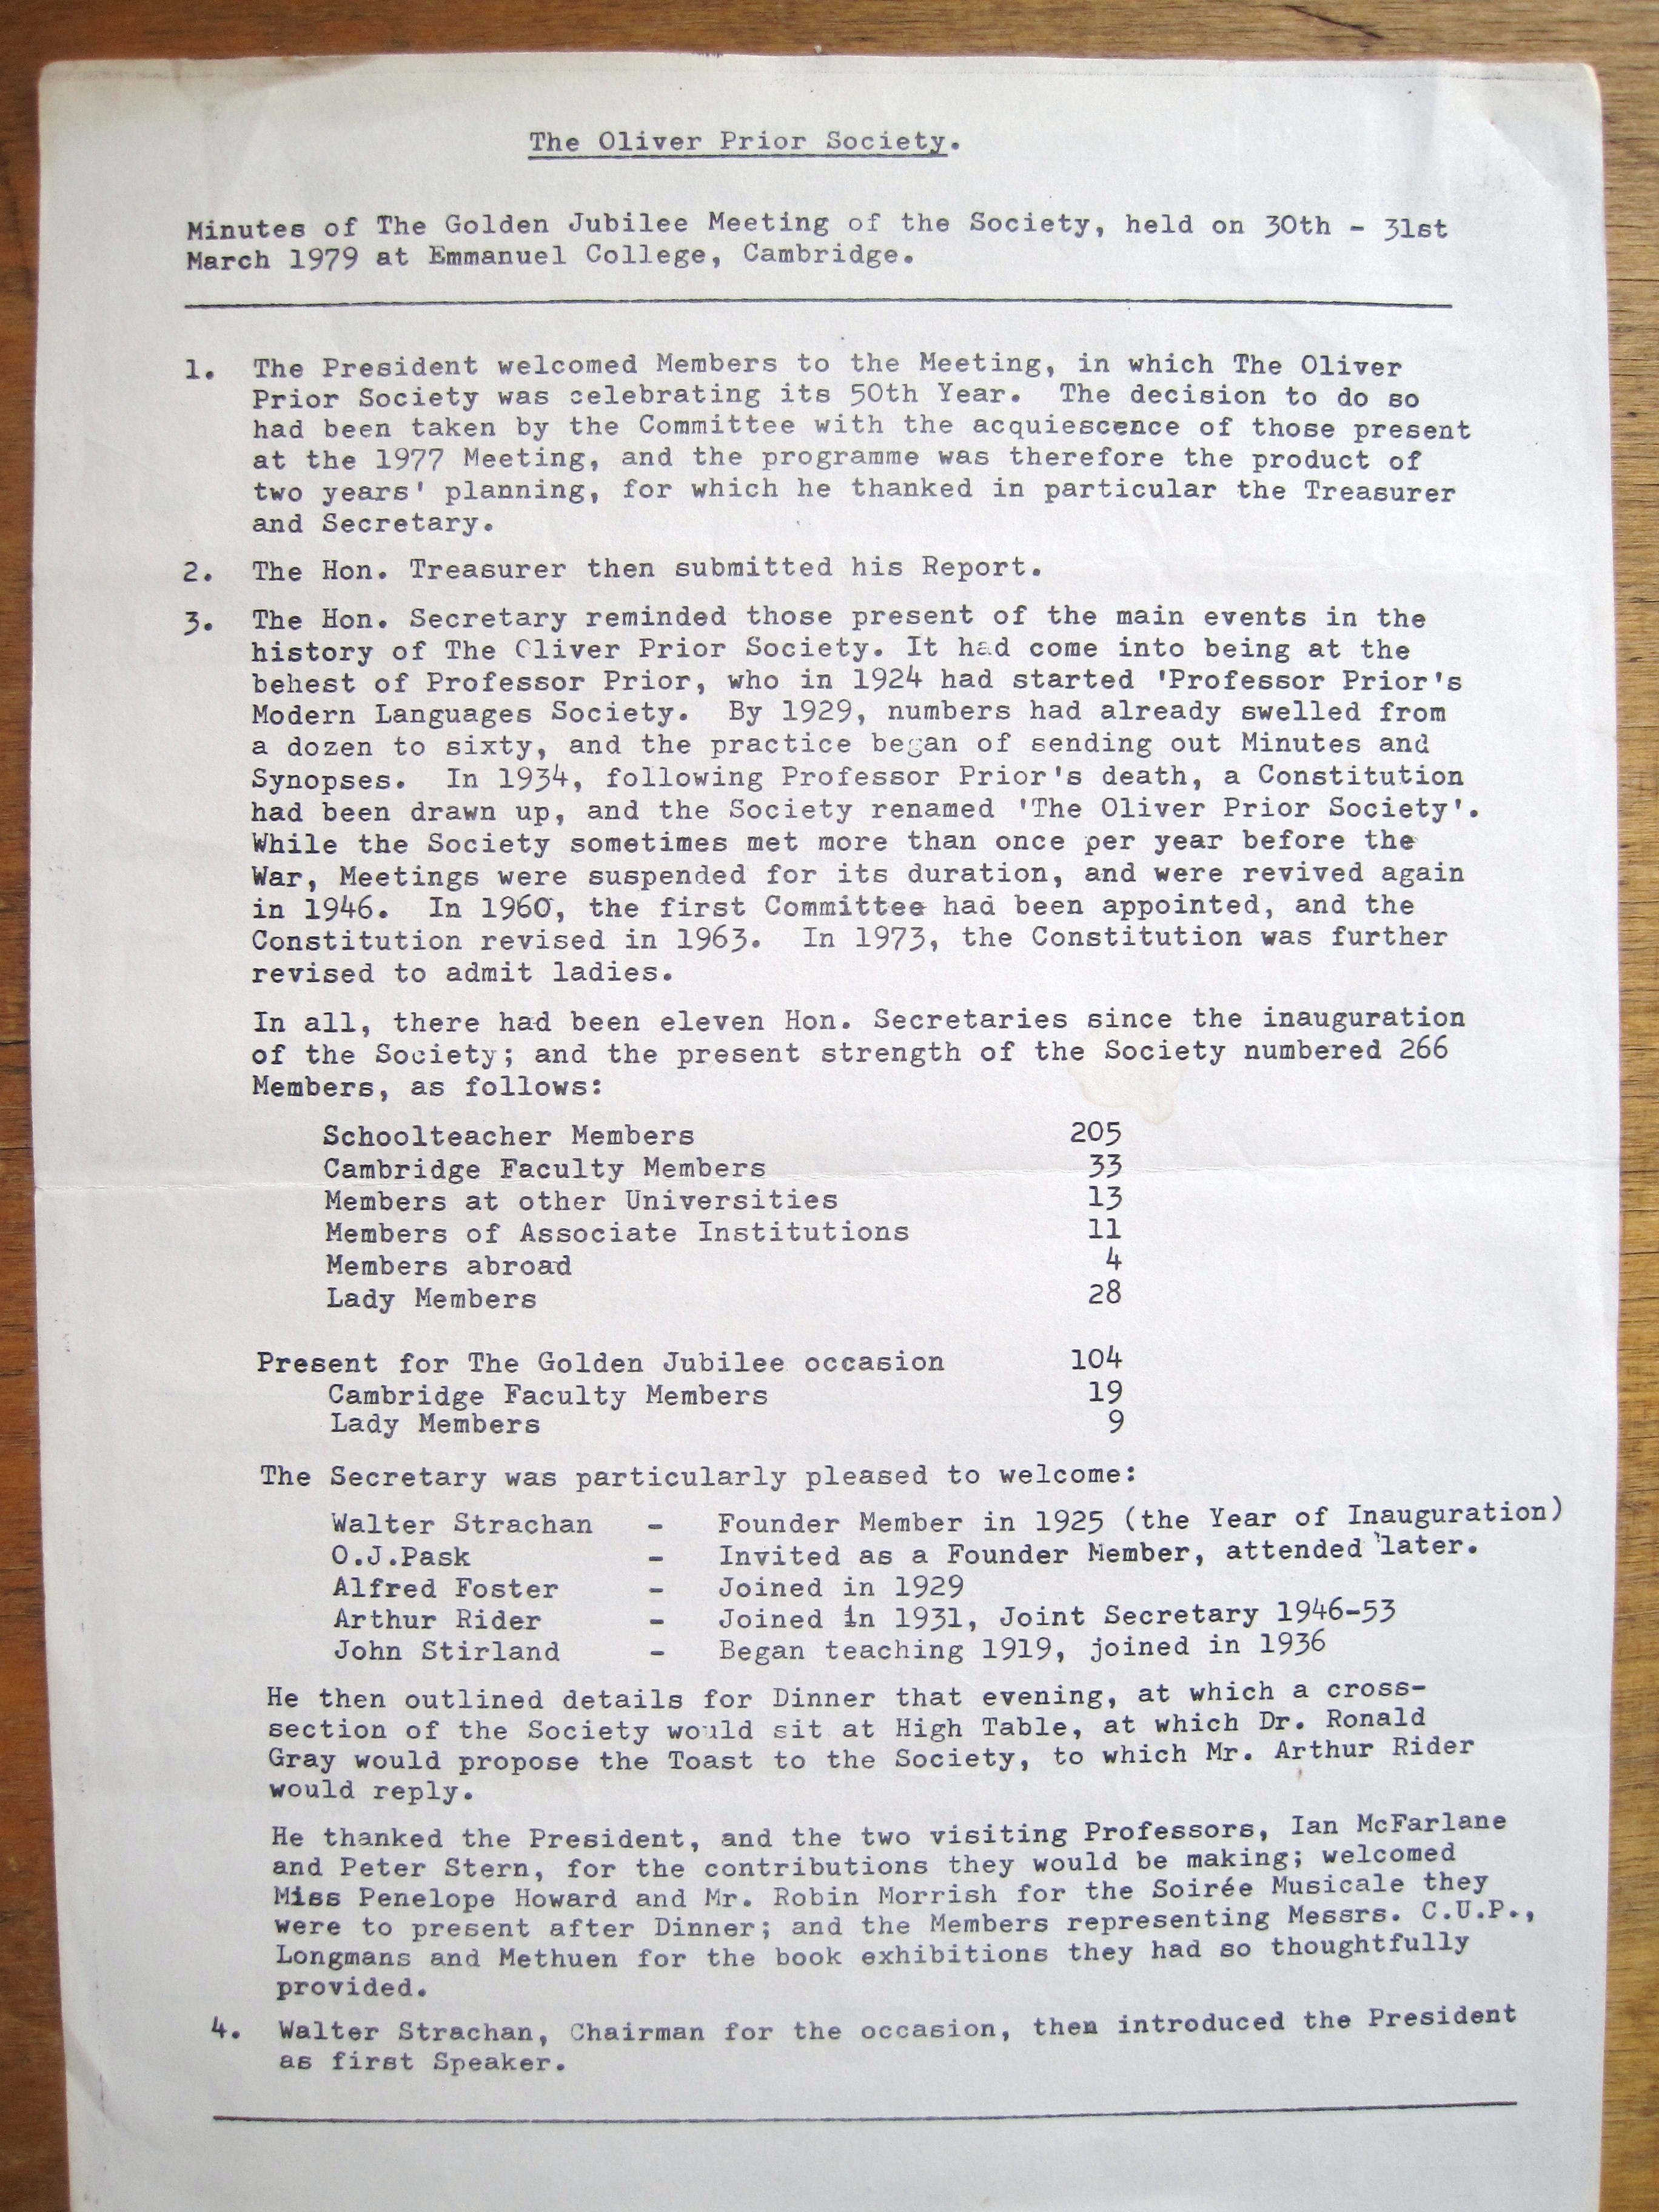 The Oliver Prior Society.
Minutes of The Golden Jubilee Meeting of the Society, held on 30th - 31st
March 1979 at Emmanuel College, Cambridge.
1. The President welcomed Members to the Meeting, in which The Oliver
Prior Society was celebrating its 50th Year. The decision to do so
had been taken by the Committee with the acquiescence of those present
at the 1977 Meeting, and the programme was therefore the product of
two years' planning, for which he thanked in particular the Treasurer
and Secretary.
2. The Hon. Treasurer then submitted his Report.
3. The Hon. Secretary reminded those present of the main events in the
history of The Oliver Prior Society. It had come into being at the
behest of Professor Prior, who in 1924 had started 'Professor Prior's
Modern Languages Society. By 1929, numbers had already swelled from
a dozen to sixty, and the practice began of sending out Minutes and
Synopses. In 1934, following Professor Prior's death, a Constitution
had been drawn up, and the Society renamed 'The Oliver Prior Society'.
While the Society sometimes met more than once per year before the
War, Meetings were suspended for its duration, and were revived again
in 1946. In 1960, the first Committee had been appointed, and the
Constitution revised in 1963. In 1973, the Constitution was further
revised to admit ladies.
In all, there had been eleven Hon. Secretaries since the inauguration
of the Society; and the present strength of the Society numbered 266
Members, as follows:
Schoolteacher Members 205
Cambridge Faculty Members 33
Members at other Universities 13
Members of Associate Institutions 11
Members abroad 4
Lady Members 28
Present for The Golden Jubilee occasion 104
Cambridge Faculty Members 19
Lady Members 9
The Secretary was particularly pleased to welcome:
Walter Strachan - Founder Member in 1925 (the Year of Inauguration)
O.J.Pask - Invited as a Founder Member, attended later.
Alfred Foster - Joined in 1929
Arthur Rider - Joined in 1931, Joint Secretary 1946-53
John Stirland - Began teaching 1919, joined in 1936
He then outlined details for Dinner that evening, at which a cross-
section of the Society would sit at High Table, at which Dr. Ronald
Gray would propose the Toast to the Society, to which Mr. Arthur Rider
would reply.
He thanked the President, and the two visiting Professors, Ian McFarlane
and Peter Stern, for the contributions they would be making; welcomed
Miss Penelope Howard and Mr. Robin Morrish for the Soirée Musicale they
were to present after Dinner; and the Members representing Messrs. C.U.P.,
Longmans and Methuen for the book exhibitions they had so thoughtfully
provided.
4. Walter Strachan, Chairman for the occasion, then introduced the President
as first Speaker.